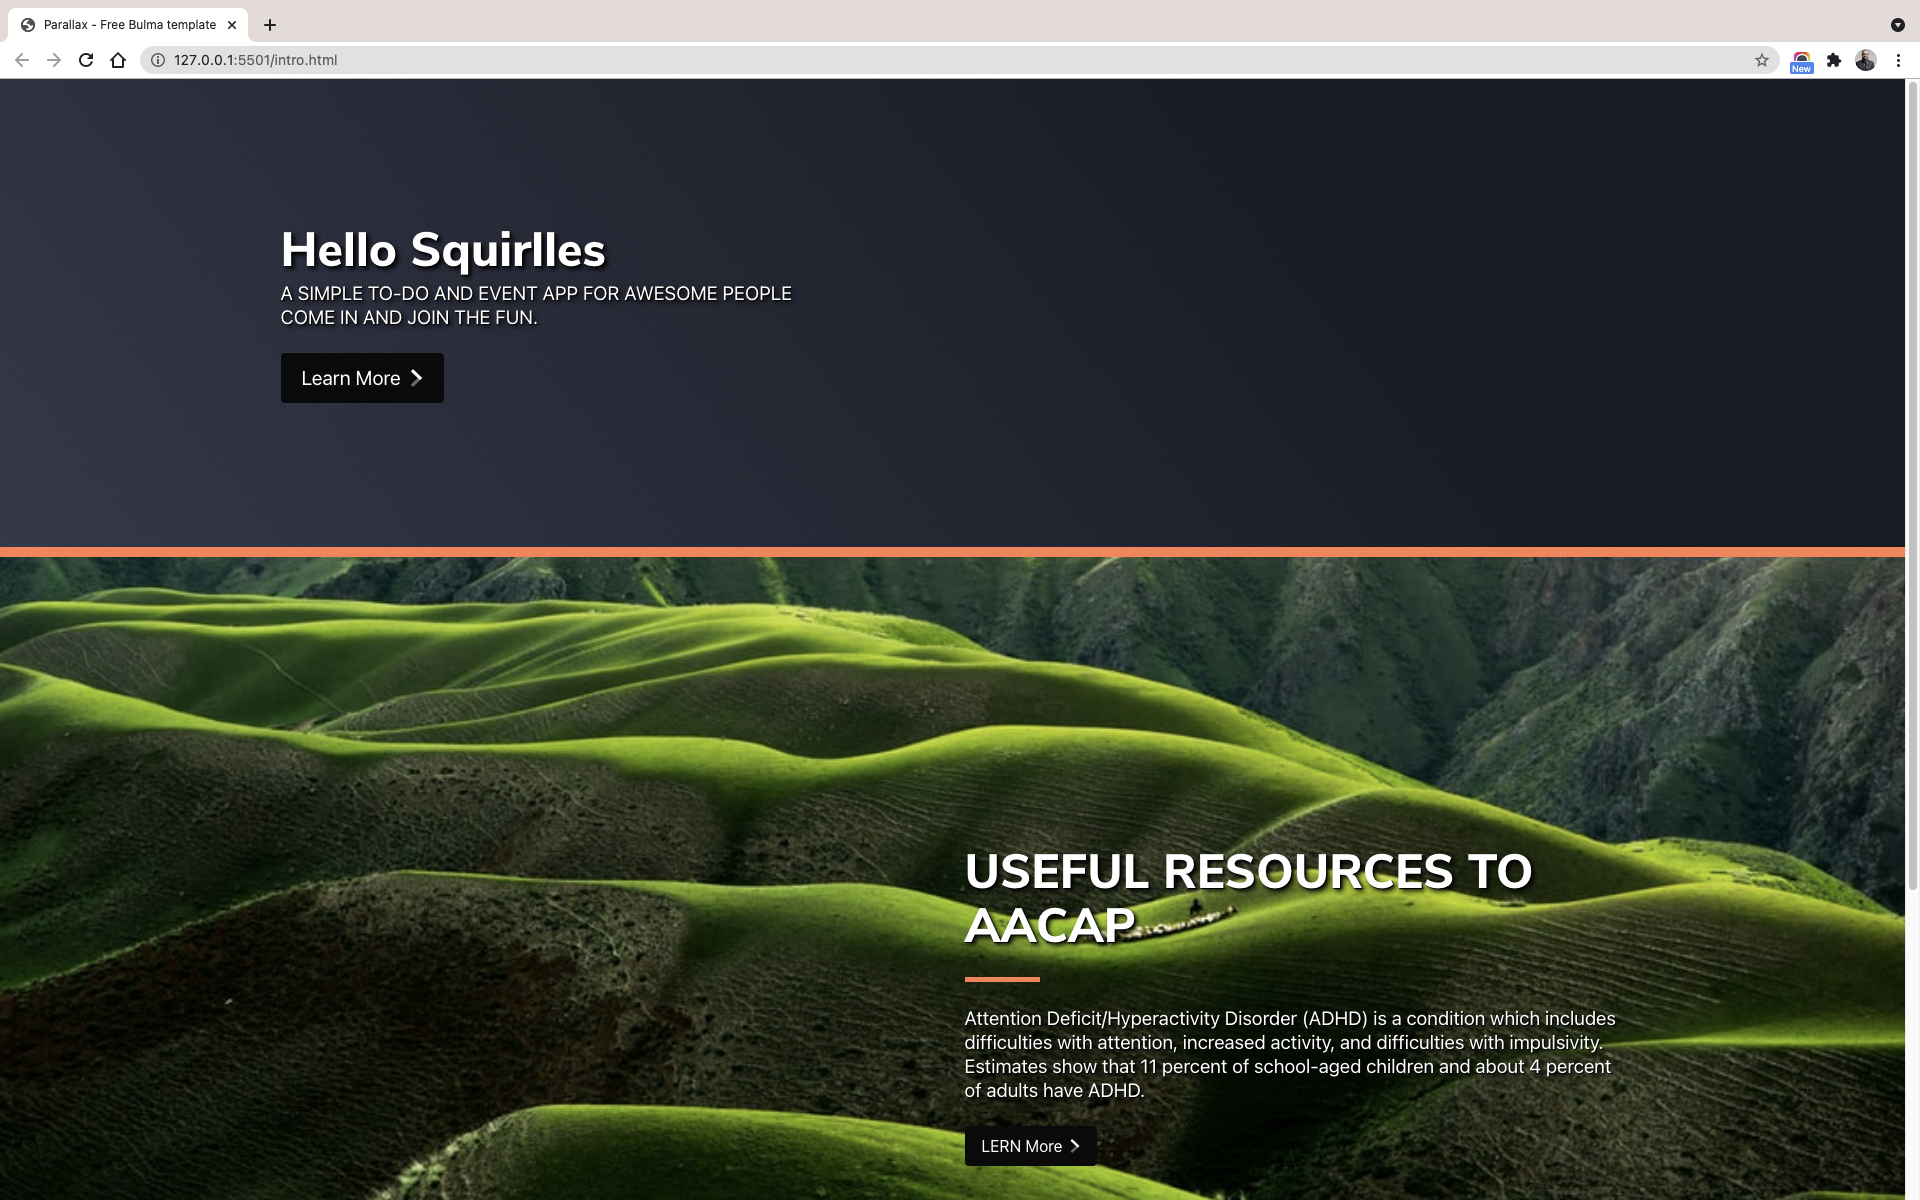 Parallax - Free Bulma template
127.0.0.1:5501/intro.html
New
Hello Squirlles
A SIMPLE TO-DO AND EVENT APP FOR AWESOME PEOPLE
COME IN AND JOIN THE FUN.
Learn More
USEFUL RESOURCES TO
AACAP
Attention Deficit/Hyperactivity Disorder (ADHD) is a condition which includes
difficulties with attention, increased activity, and difficulties with impulsivity.
Estimates show that 11 percent of school-aged children and about 4 percent
of adults have ADHD.
LERN More